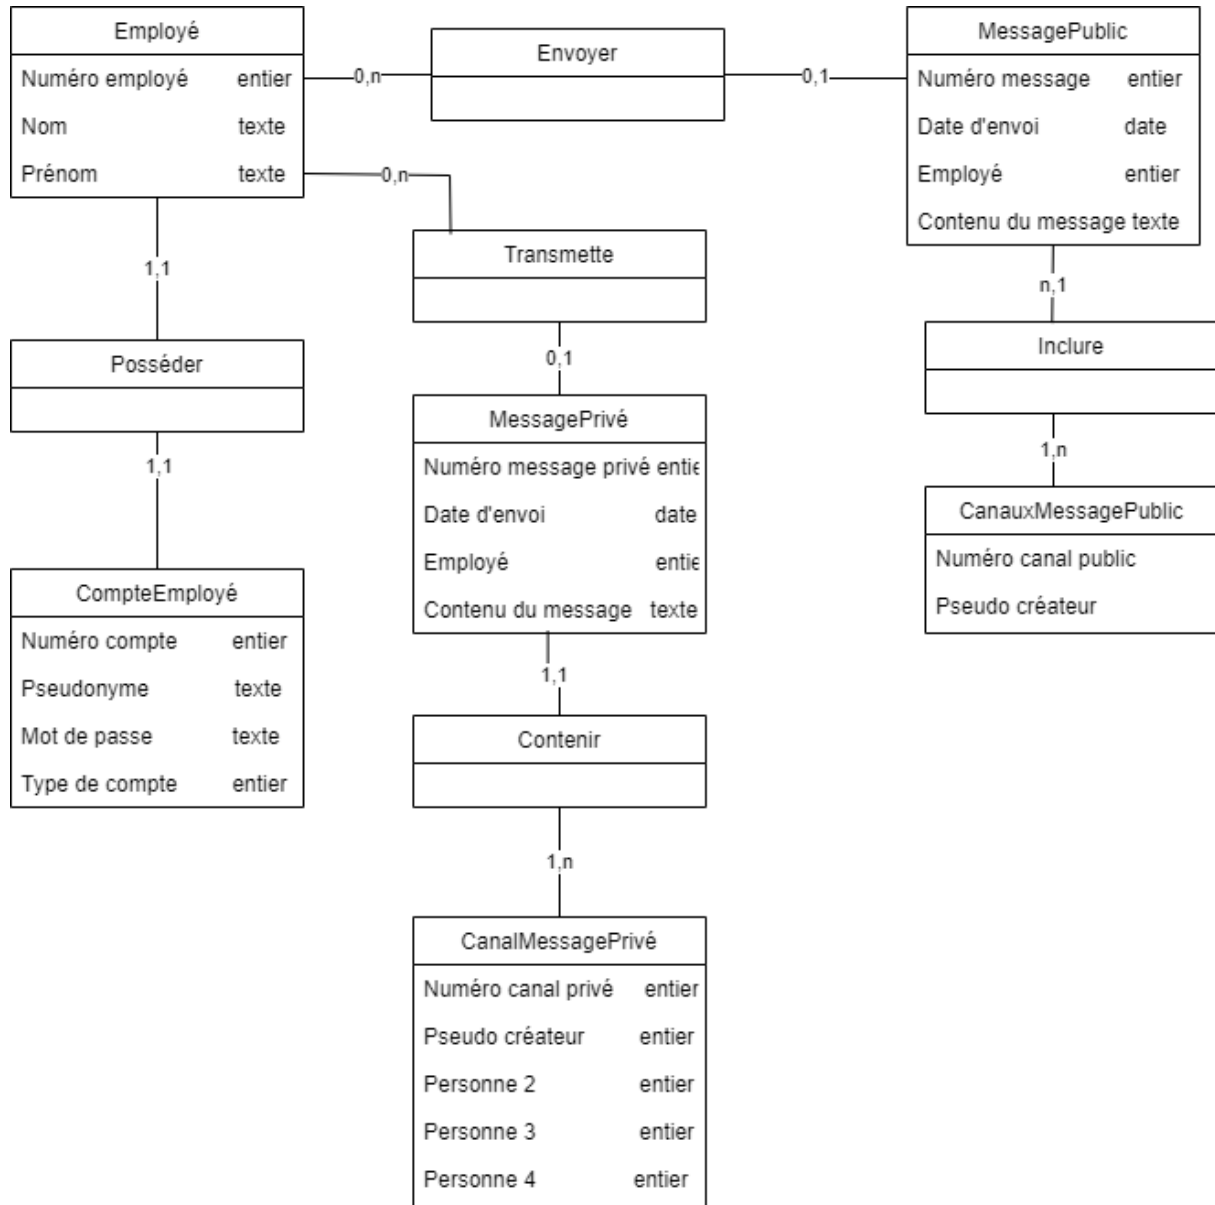 Employé
Numéro employé entier
Nom texte
Prénom texte
0,n
Envoyer
0,1
MessagePublic
Numéro message entier
Date d'envoi date
Employé entier
Contenu du message texte
0,n
Transmette
1,1
n,1
Posséder
0,1
Inclure
1,1
MessagePrivé
Numéro message privé entie
Date d'envoi date
Employé entie
Contenu du message texte
1,n
CanauxMessagePublic
Numéro canal public
Pseudo créateur
CompteEmployé
Numéro compte entier
Pseudonyme texte
Mot de passe texte
Type de compte entier
1,1
Contenir
1,n
CanalMessagePrivé
Numéro canal privé entier
Pseudo créateur entier
Personne 2 entier
Personne 3 entier
Personne 4 entier